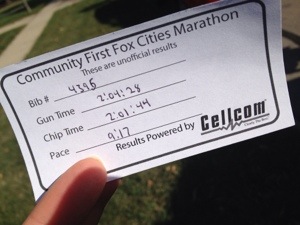 Community First Fox Cities Marathon
These are unofficial results
Bib # 4395
Gun Time 2:04:28
Chip Time 2:01:44
Pace 9:17
Results Powered by Cellcom